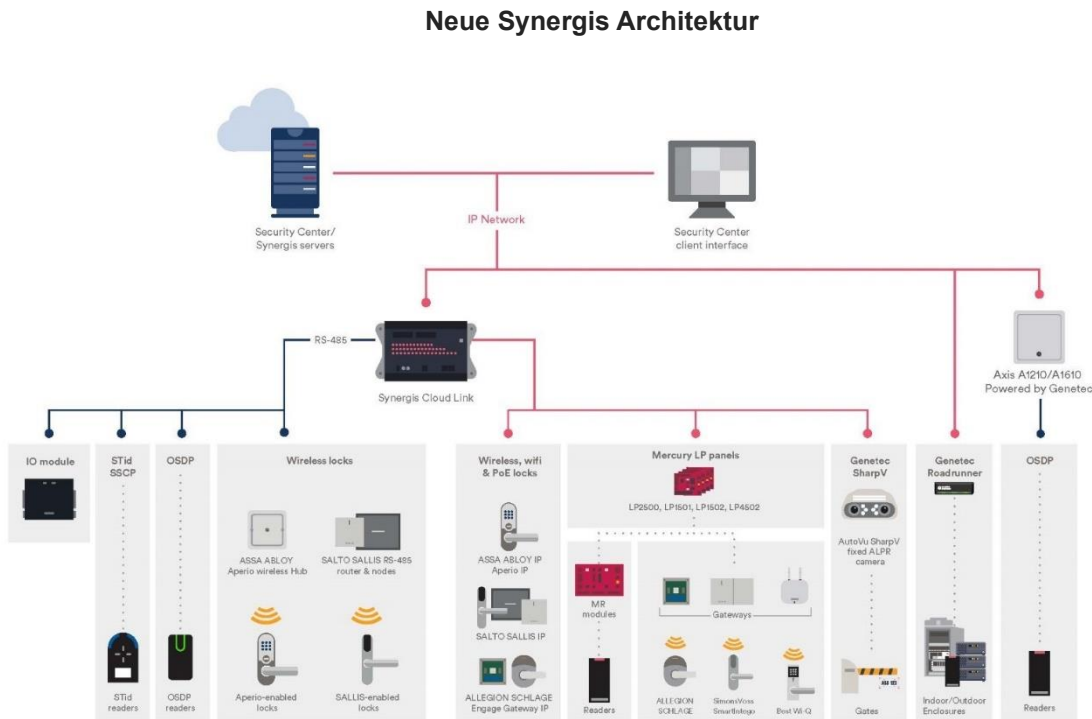 Neue Synergis Architektur
Security Center/
Synergis servers
IP Network
Security Center
client interface
RS-485
Synergis Cloud Link
Axis A1210/A1610
Powered by Genetec
IO module
STid
SSCP
OSDP
Wireless locks
Wireless, wifi
& PoE locks
Mercury LP panels
Genetec
SharpV
Genetec
Roadrunner
OSDP
LP2500, LP1501, LP1502, LP4502
ASSA ABLOY
Aperio wireless Hub
SALTO SALLIS RS-485
router & nodes
ASSA ABLOY IP
Aperio IP
AutoVu SharpV
fixed ALPR
camera
MR
modules
Gateways
SALTO SALLIS IP
STid
readers
OSDP
readers
Aperio-enabled
locks
SALLIS-enabled
locks
ALLEGION SCHLAGE
Engage Gateway IP
Readers
ALLEGION
SCHLAGE
SimonsVoss
SmartIntego
Best Wi-Q
Gates
Indoor/Outdoor
Enclosures
Readers